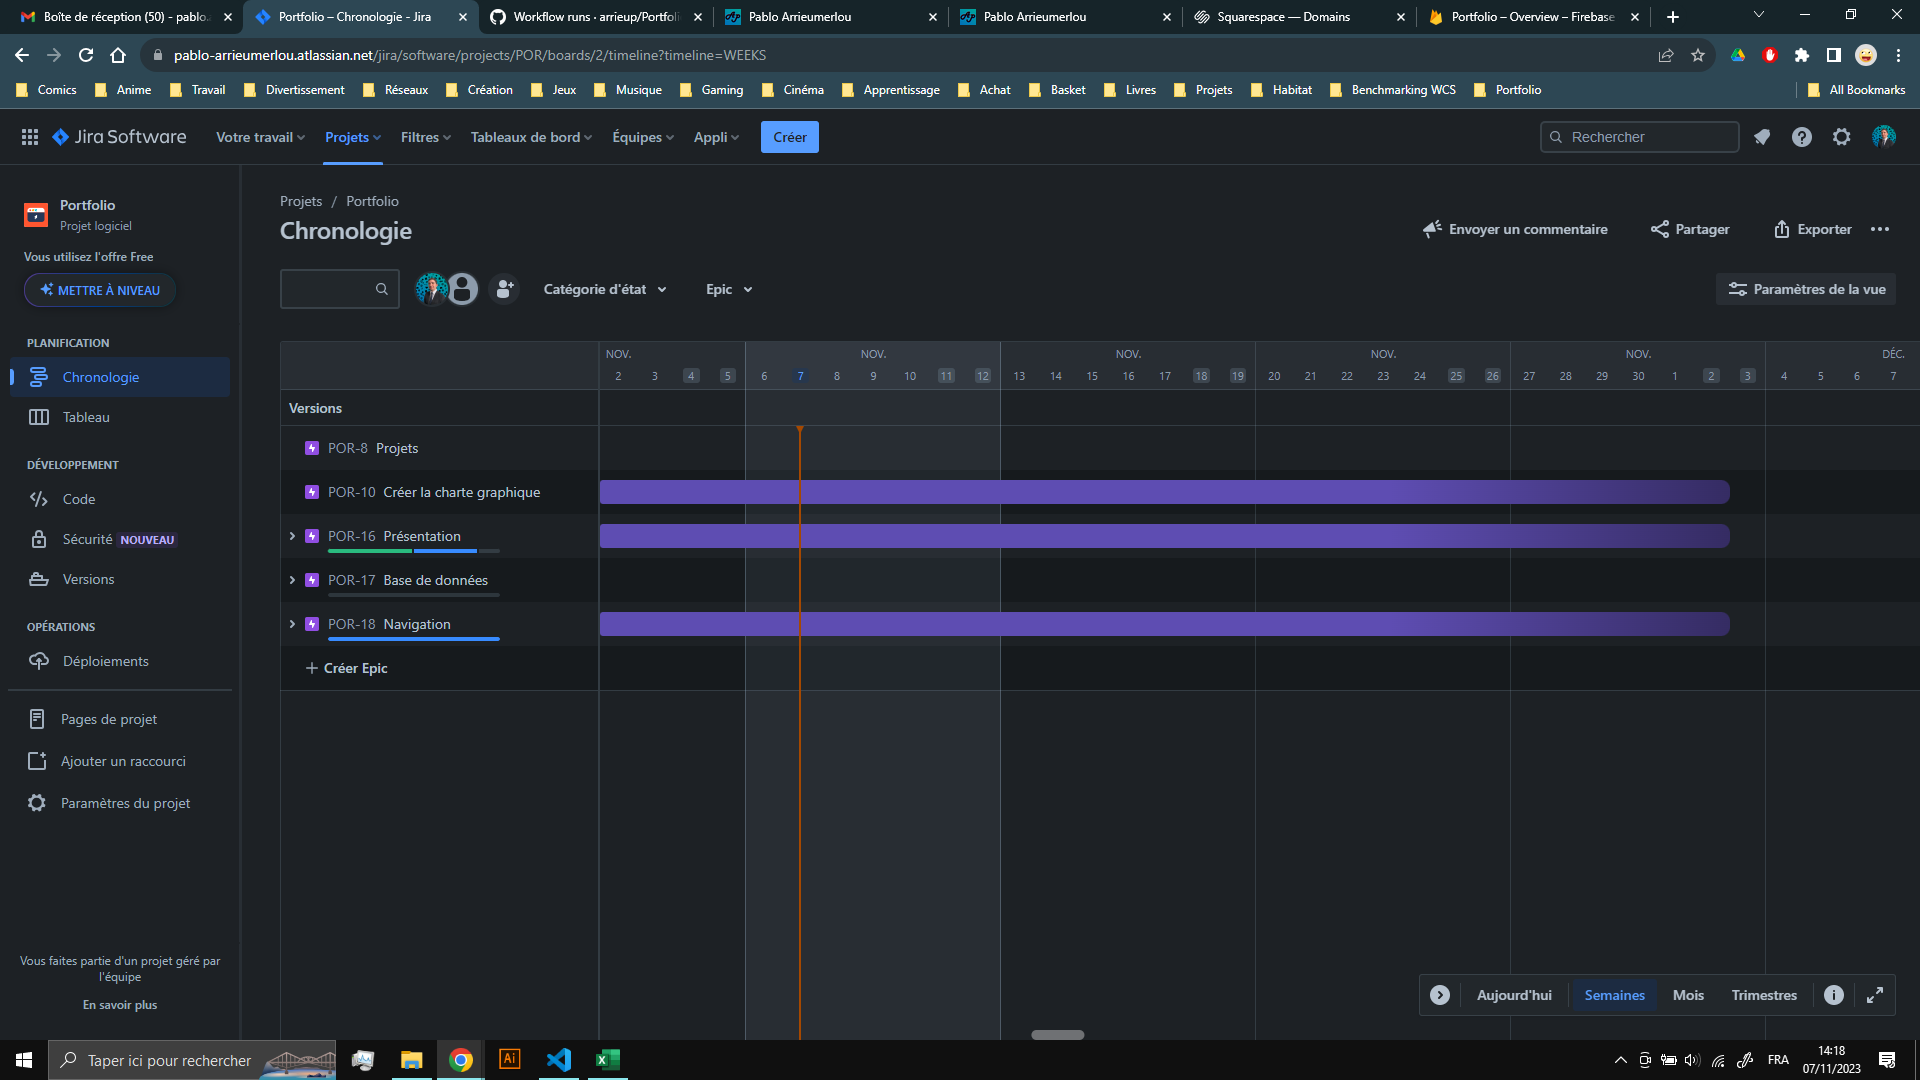 Boîte de réception (50) - pablo.
Portfolio – Chronologie - Jira
Workflow runs · arrieup/Portfoli
Pablo Arrieumerlou
Pablo Arrieumerlou
Squarespace — Domains
Portfolio – Overview – Firebase
pablo-arrieumerlou.atlassian.net/jira/software/projects/POR/boards/2/timeline?timeline=WEEKS
Comics Anime Travail Divertissement Réseaux Création Jeux Musique Gaming Cinéma Apprentissage Achat Basket Livres Projets Habitat Benchmarking WCS Portfolio All Bookmarks
Jira Software Votre travail Projets Filtres Tableaux de bord Équipes Appli Créer Rechercher
Portfolio
Projet logiciel
Vous utilisez l'offre Free
METTRE À NIVEAU
PLANIFICATION
Chronologie
Tableau
DÉVELOPPEMENT
Code
Sécurité NOUVEAU
Versions
OPÉRATIONS
Déploiements
Pages de projet
Ajouter un raccourci
Paramètres du projet
Vous faites partie d'un projet géré par
l'équipe
En savoir plus
Projets / Portfolio
Chronologie
Envoyer un commentaire Partager Exporter
Catégorie d'état Epic Paramètres de la vue
NOV. NOV. NOV. NOV. NOV. DÉC.
2 3 4 5 6 7 8 9 10 11 12 13 14 15 16 17 18 19 20 21 22 23 24 25 26 27 28 29 30 1 2 3 4 5 6 7
Versions
POR-8 Projets
POR-10 Créer la charte graphique
POR-16 Présentation
POR-17 Base de données
POR-18 Navigation
+ Créer Epic
Aujourd'hui Semaines Mois Trimestres
Taper ici pour rechercher
Ai
FRA
14:18
07/11/2023